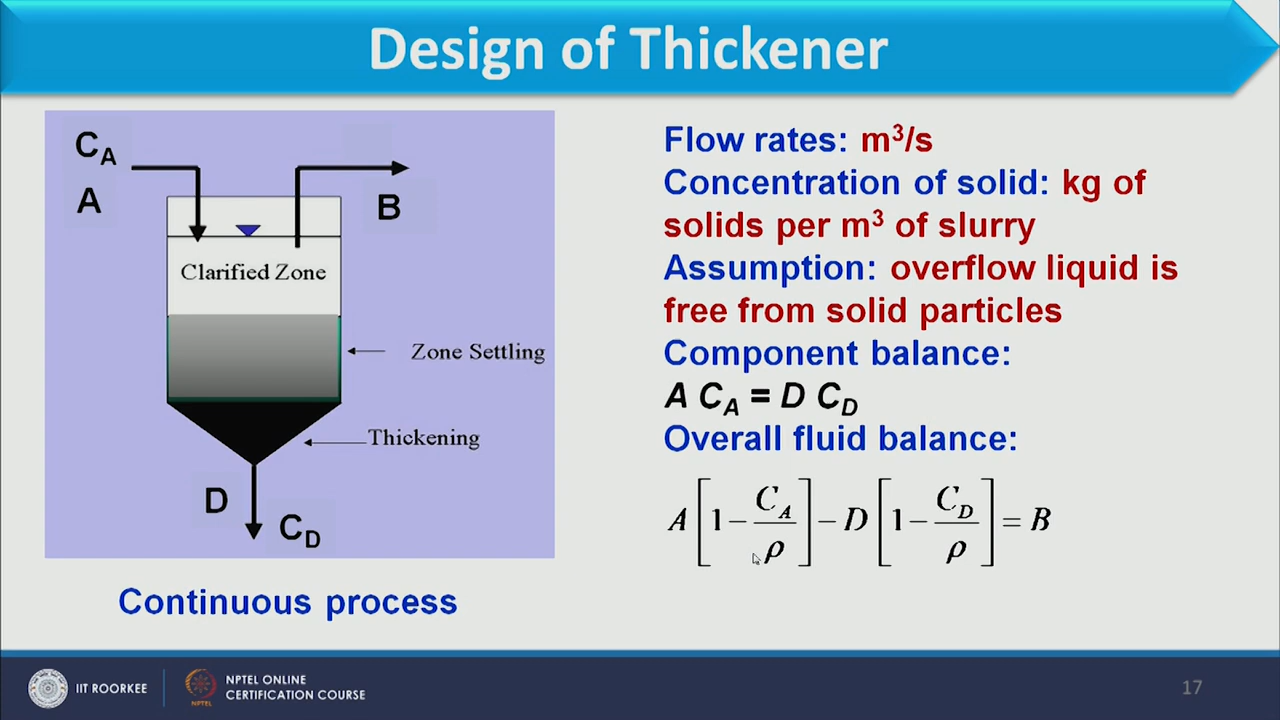 Design of Thickener
C_A
A
B
Clarified Zone
Zone Settling
Thickening
D
C_D
Continuous process
Flow rates: m³/s
Concentration of solid: kg of
solids per m³ of slurry
Assumption: overflow liquid is
free from solid particles
Component balance:
A C_A = D C_D
Overall fluid balance:
A[1 − C_A/ρ] − D[1 − C_D/ρ] = B
IIT ROORKEE
NPTEL
NPTEL ONLINE
CERTIFICATION COURSE
17